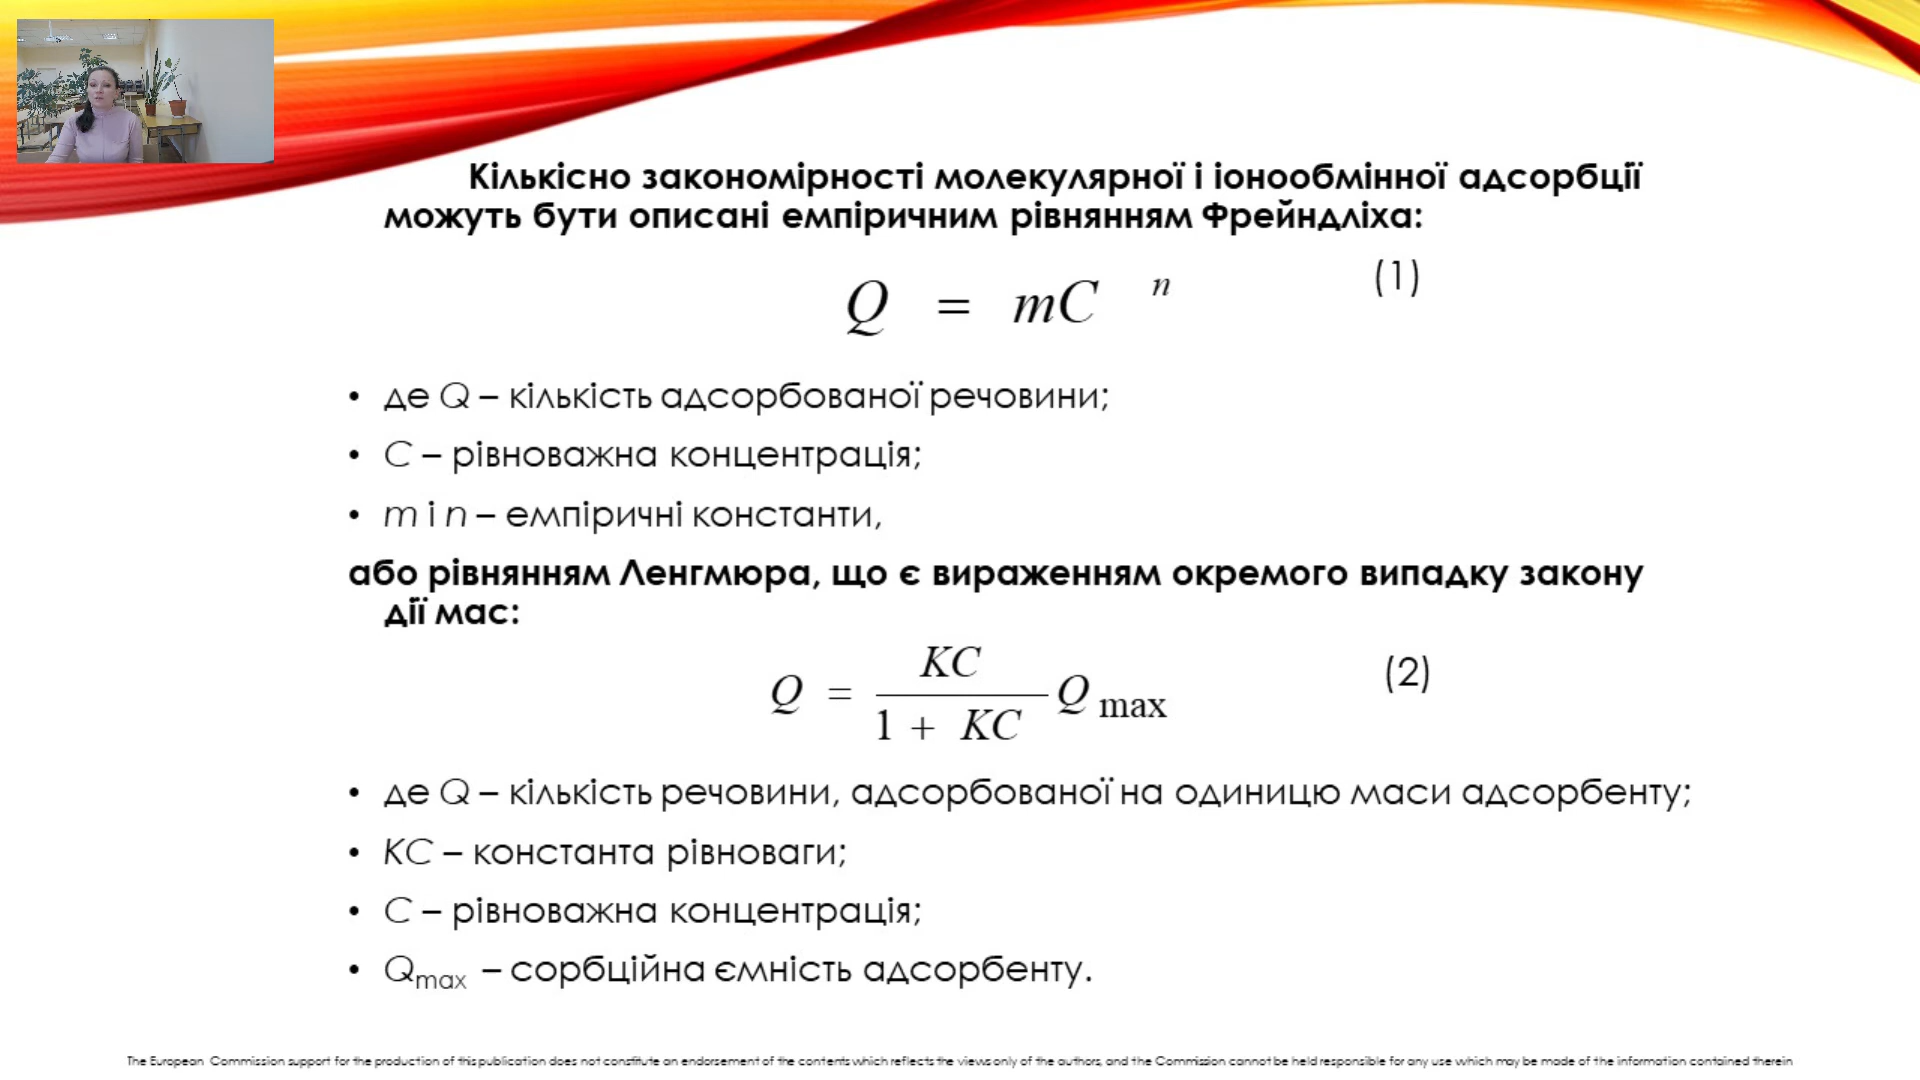 Кількісно закономірності молекулярної і іонообмінної адсорбції
можуть бути описані емпіричним рівнянням Фрейндліха:
Q = mC n (1)
• де Q – кількість адсорбованої речовини;
• C – рівноважна концентрація;
• m і n – емпіричні константи,
або рівнянням Ленгмюра, що є вираженням окремого випадку закону
дії мас:
KC
Q = Q max (2)
1 + KC
• де Q – кількість речовини, адсорбованої на одиницю маси адсорбенту;
• KC – константа рівноваги;
• C – рівноважна концентрація;
• Qmax – сорбційна ємність адсорбенту.
The European Commission support for the production of this publication does not constitute an endorsement of the contents which reflects the views only of the authors, and the Commission cannot be held responsible for any use which may be made of the information contained therein